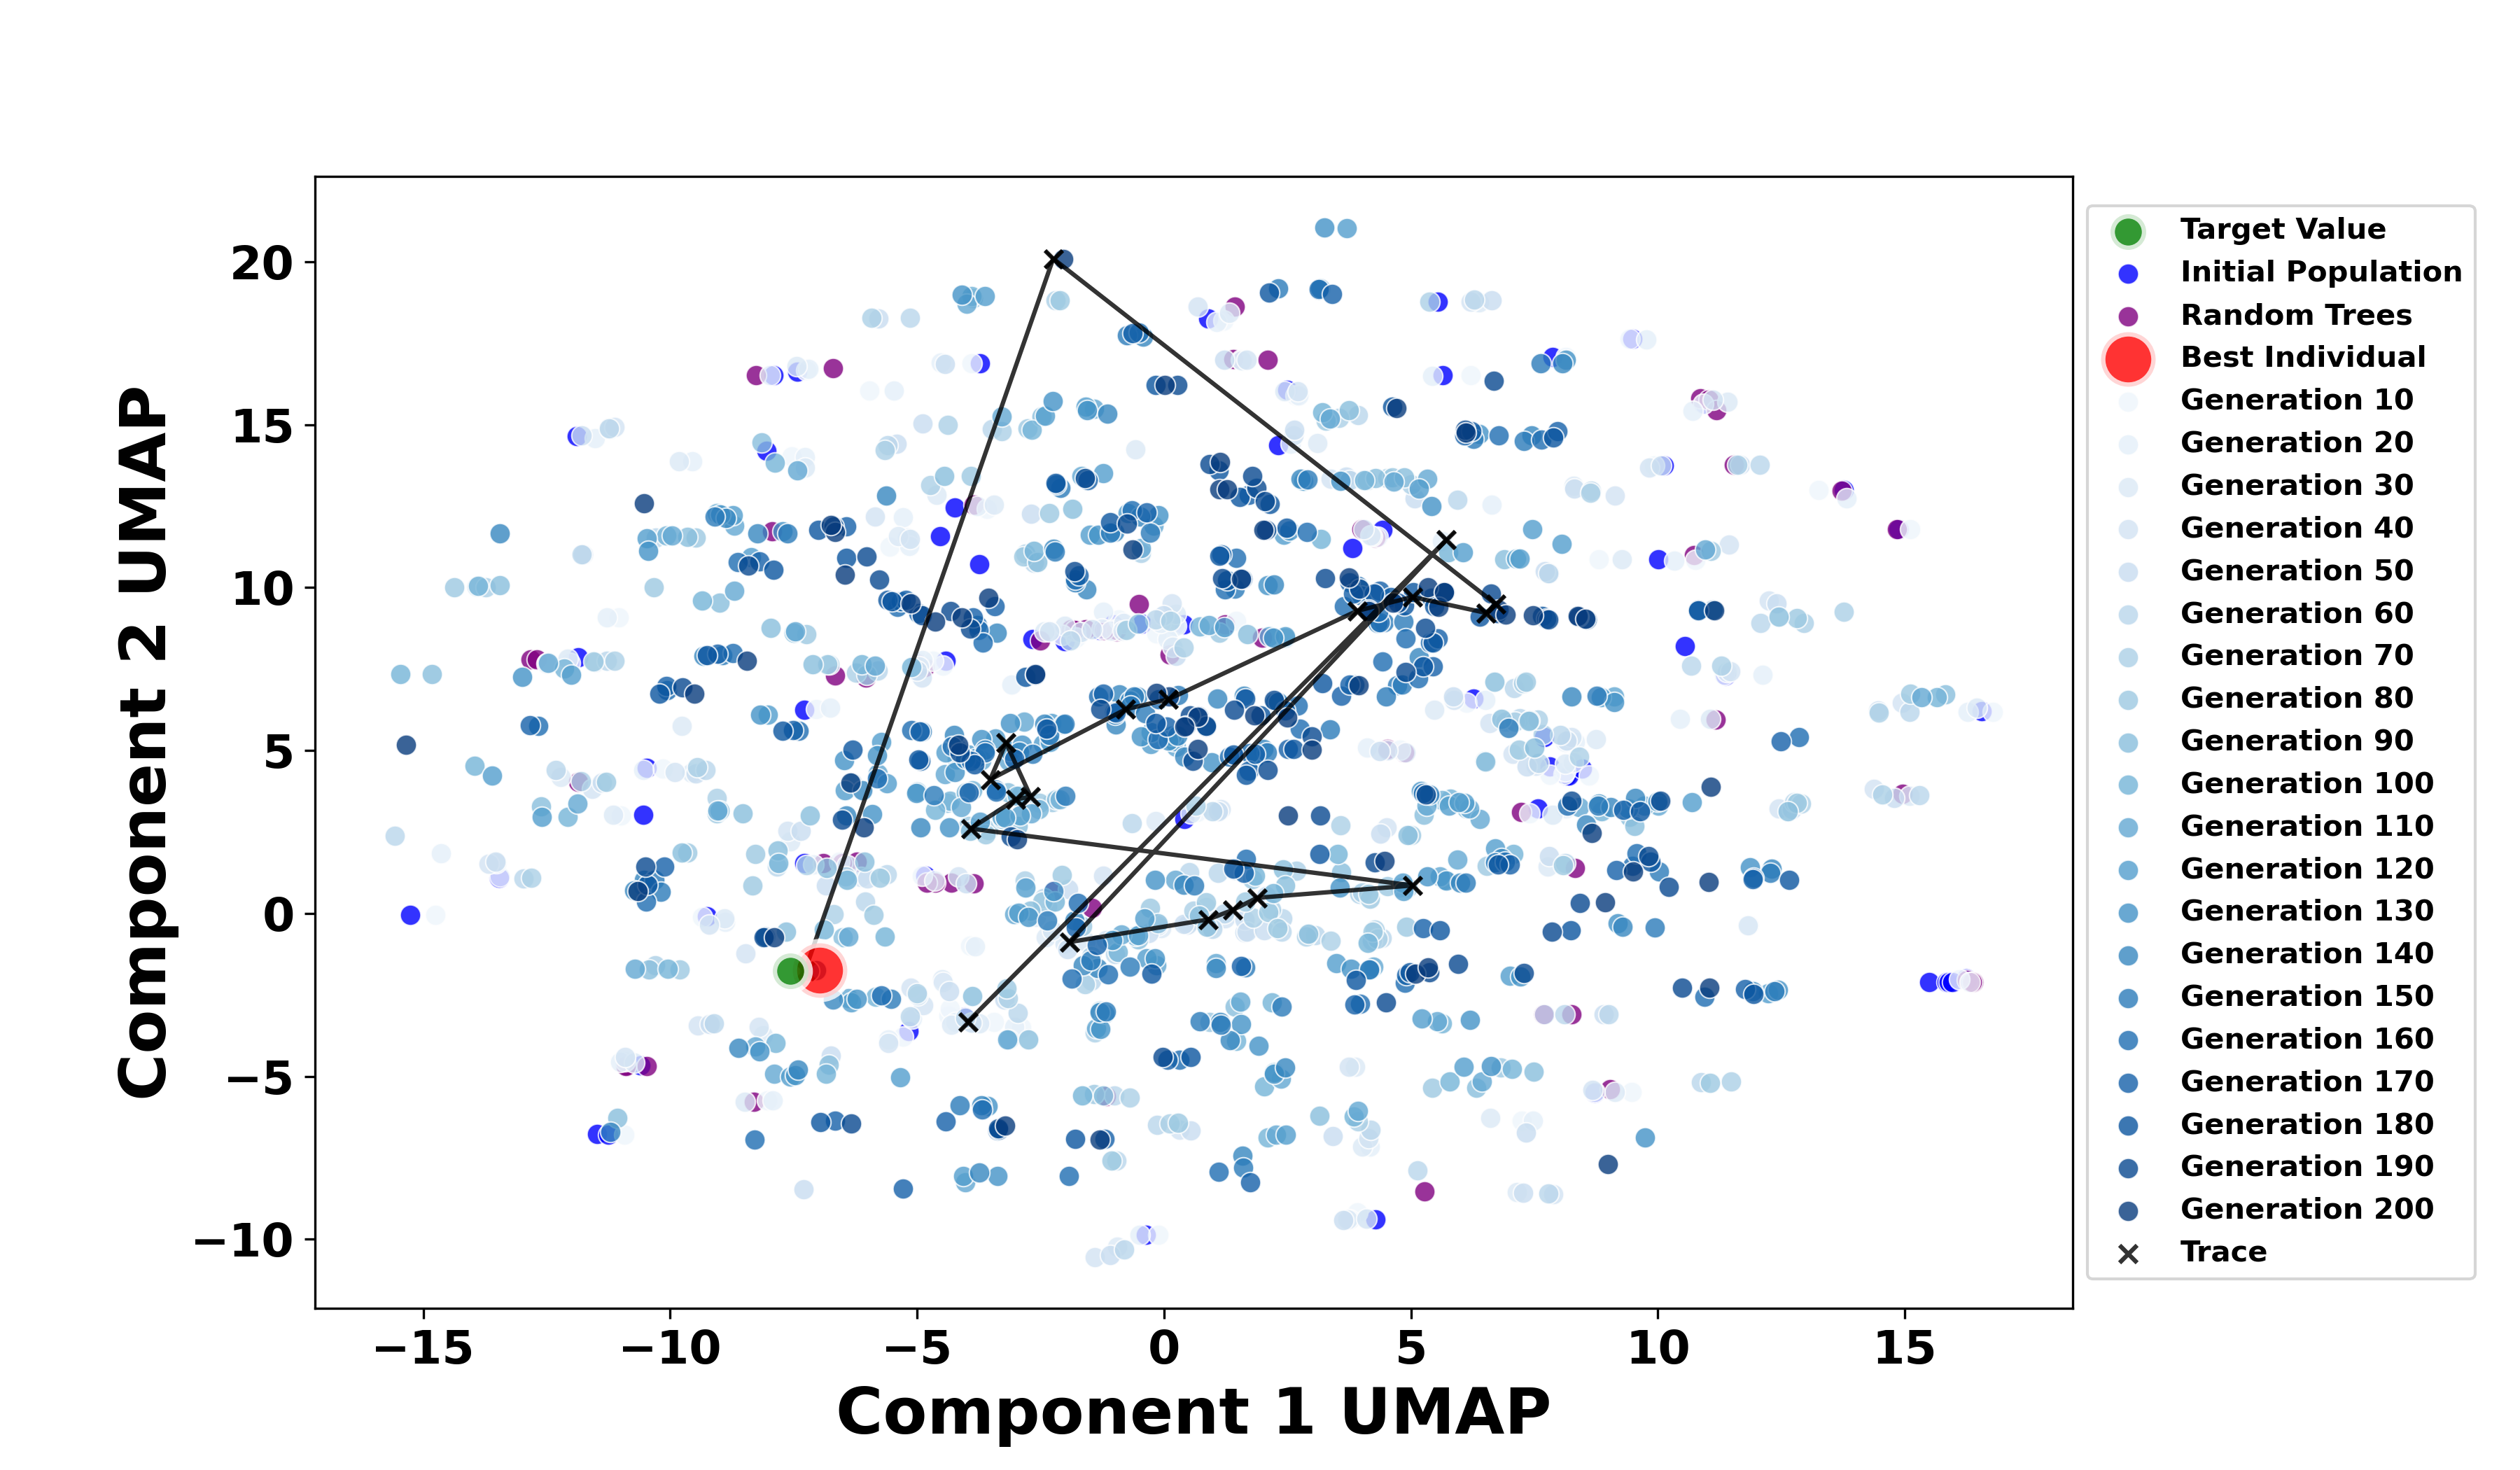 20
15
10
5
0
−5
−10
Component 2 UMAP
−15
−10
−5
0
5
10
15
Component 1 UMAP
Target Value
Initial Population
Random Trees
Best Individual
Generation 10
Generation 20
Generation 30
Generation 40
Generation 50
Generation 60
Generation 70
Generation 80
Generation 90
Generation 100
Generation 110
Generation 120
Generation 130
Generation 140
Generation 150
Generation 160
Generation 170
Generation 180
Generation 190
Generation 200
Trace